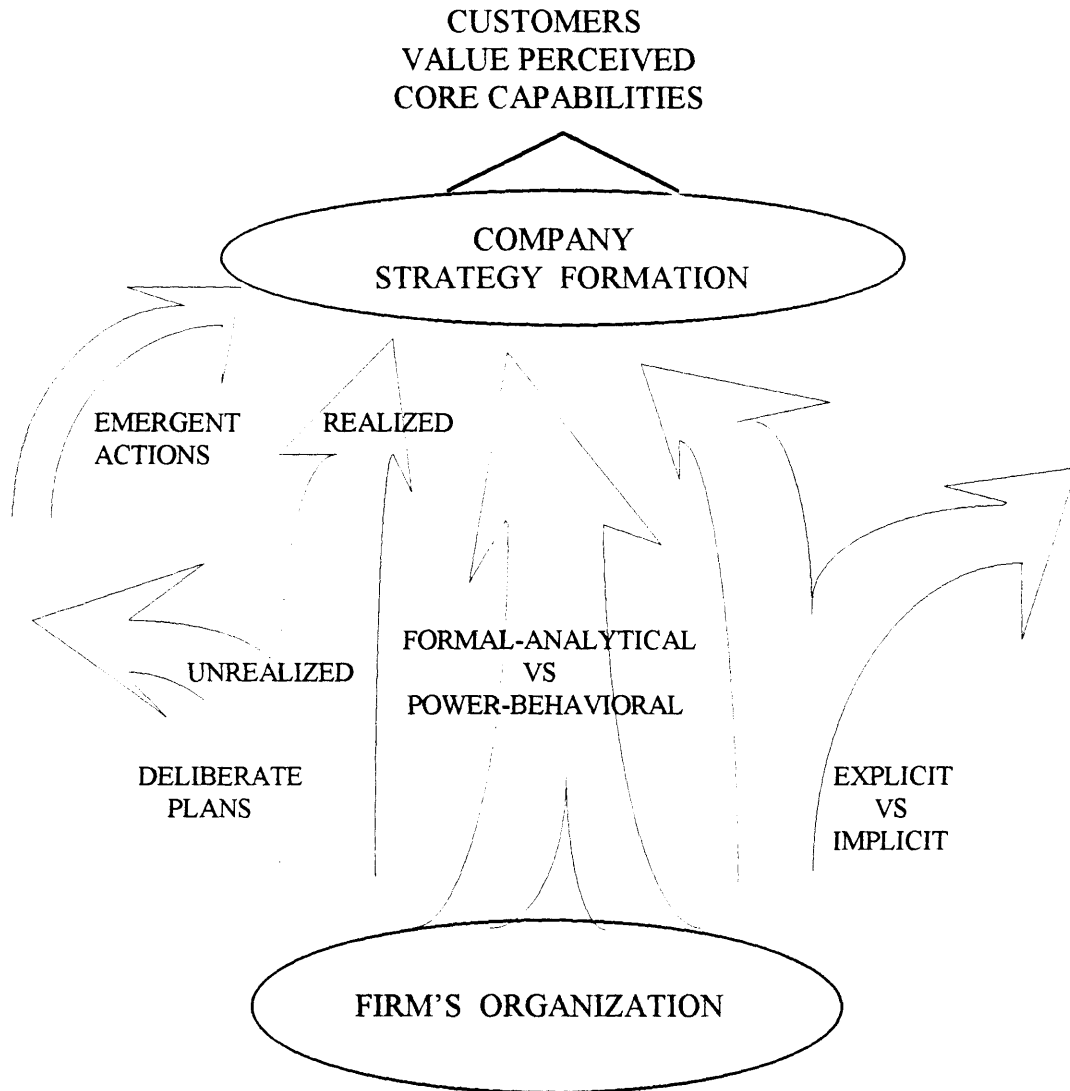 CUSTOMERS
VALUE PERCEIVED
CORE CAPABILITIES
COMPANY
STRATEGY FORMATION
EMERGENT
ACTIONS
REALIZED
UNREALIZED
FORMAL-ANALYTICAL
VS
POWER-BEHAVIORAL
DELIBERATE
PLANS
EXPLICIT
VS
IMPLICIT
FIRM'S ORGANIZATION